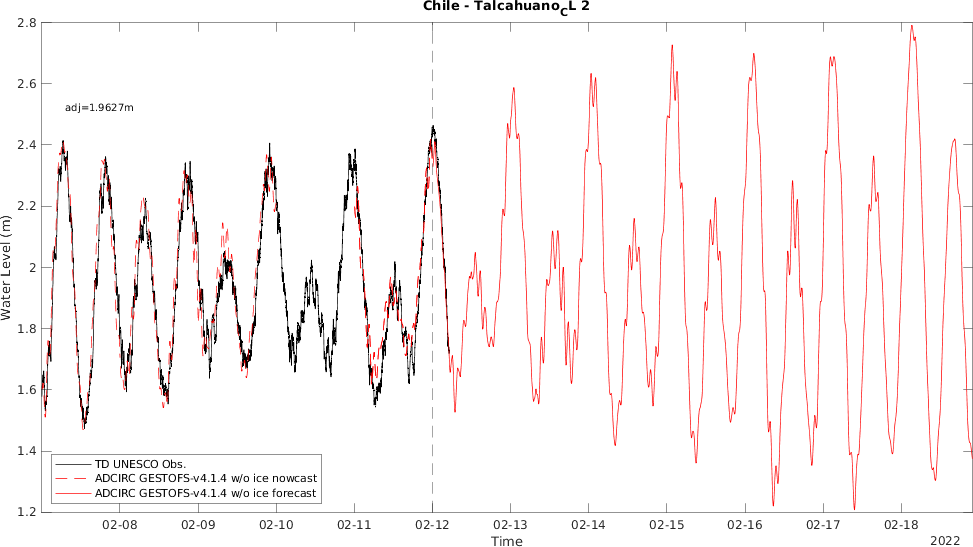 Chile - TalcahuanoCL 2
2.8
2.6
2.4
2.2
2
1.8
1.6
1.4
1.2
Water Level (m)
adj=1.9627m
TD UNESCO Obs.
ADCIRC GESTOFS-v4.1.4 w/o ice nowcast
ADCIRC GESTOFS-v4.1.4 w/o ice forecast
02-08 02-09 02-10 02-11 02-12 02-13 02-14 02-15 02-16 02-17 02-18
Time
2022